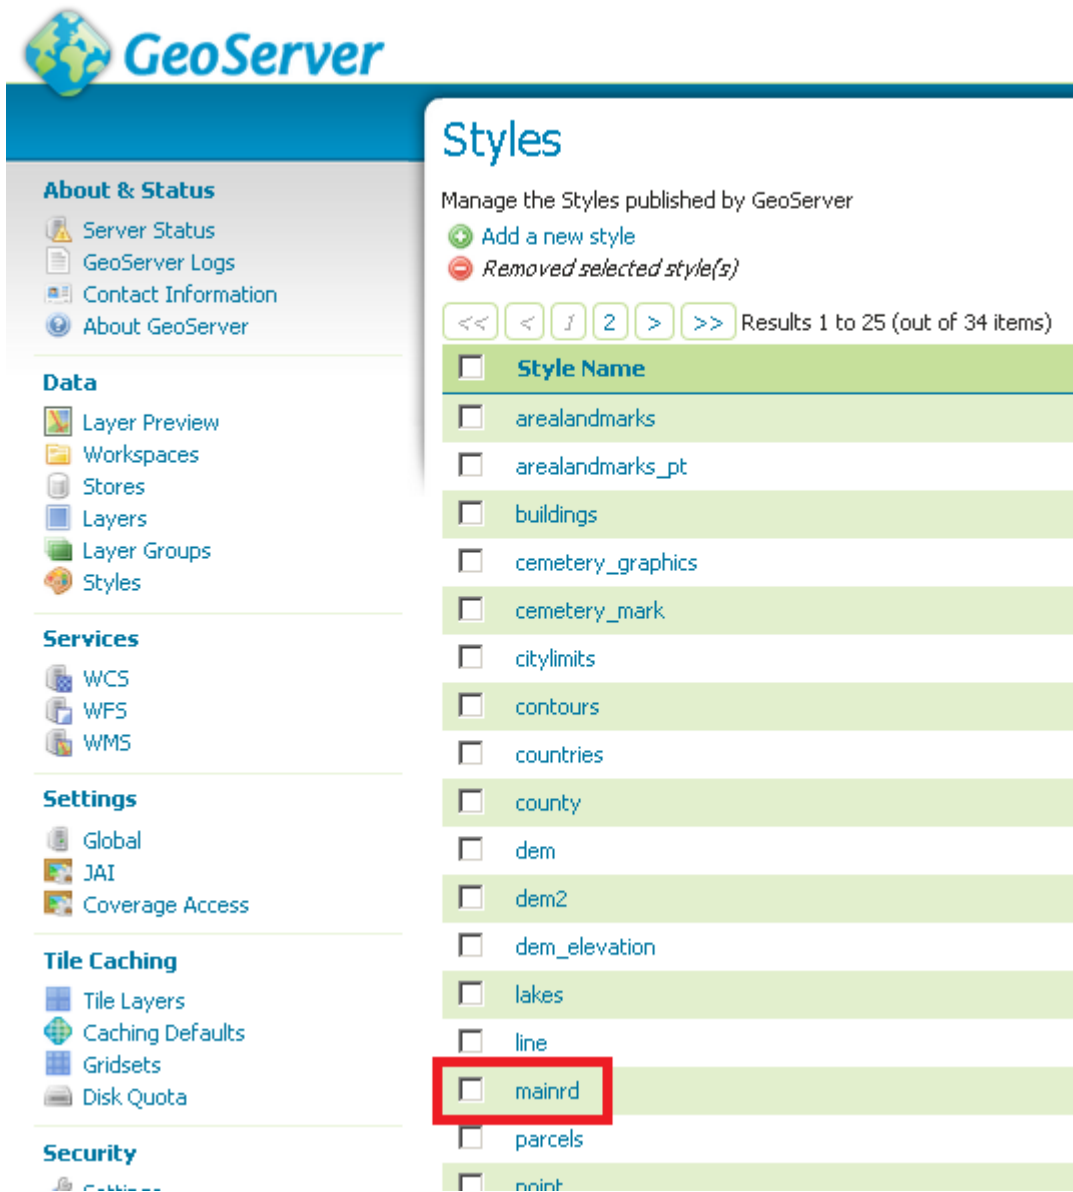 GeoServer
About & Status
Server Status
GeoServer Logs
Contact Information
About GeoServer
Data
Layer Preview
Workspaces
Stores
Layers
Layer Groups
Styles
Services
WCS
WFS
WMS
Settings
Global
JAI
Coverage Access
Tile Caching
Tile Layers
Caching Defaults
Gridsets
Disk Quota
Security
Settings
Styles
Manage the Styles published by GeoServer
Add a new style
Removed selected style(s)
<< < 1 2 > >> Results 1 to 25 (out of 34 items)
Style Name
arealandmarks
arealandmarks_pt
buildings
cemetery_graphics
cemetery_mark
citylimits
contours
countries
county
dem
dem2
dem_elevation
lakes
line
mainrd
parcels
point